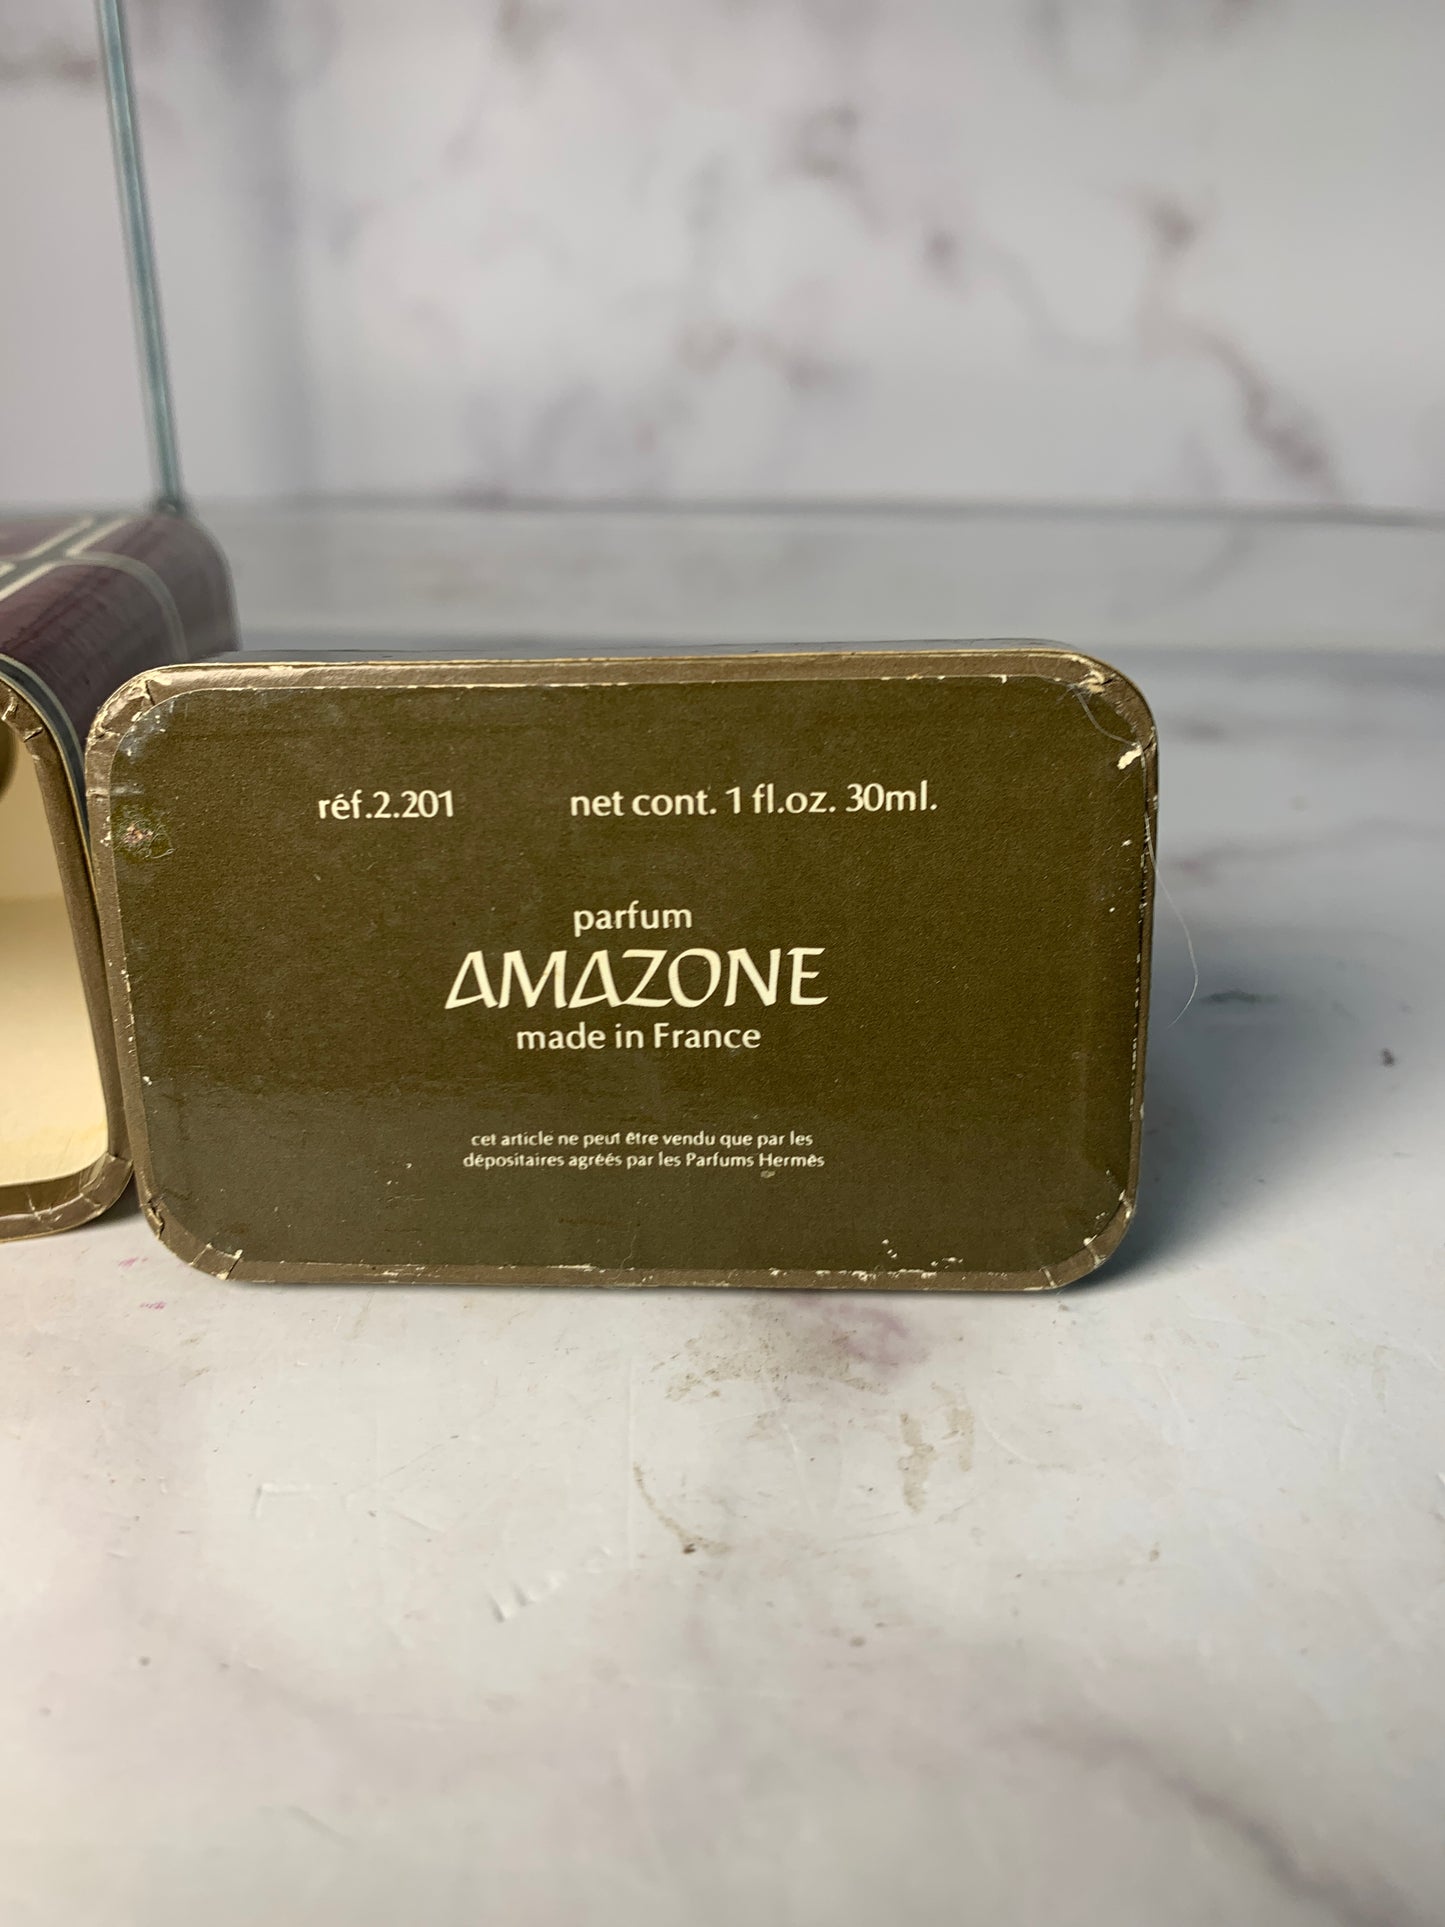 réf.2.201 net cont. 1 fl.oz. 30ml.
parfum
AMAZONE
made in France
cet article ne peut être vendu que par les
dépositaires agréés par les Parfums Hermès